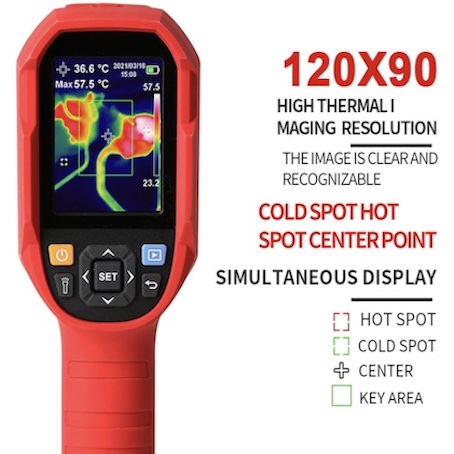 36.6 °C
2021/03/18
15:08
Max 57.5 °C
57.5
23.2
SET
120X90
HIGH THERMAL I
MAGING RESOLUTION
THE IMAGE IS CLEAR AND
RECOGNIZABLE
COLD SPOT HOT
SPOT CENTER POINT
SIMULTANEOUS DISPLAY
HOT SPOT
COLD SPOT
CENTER
KEY AREA